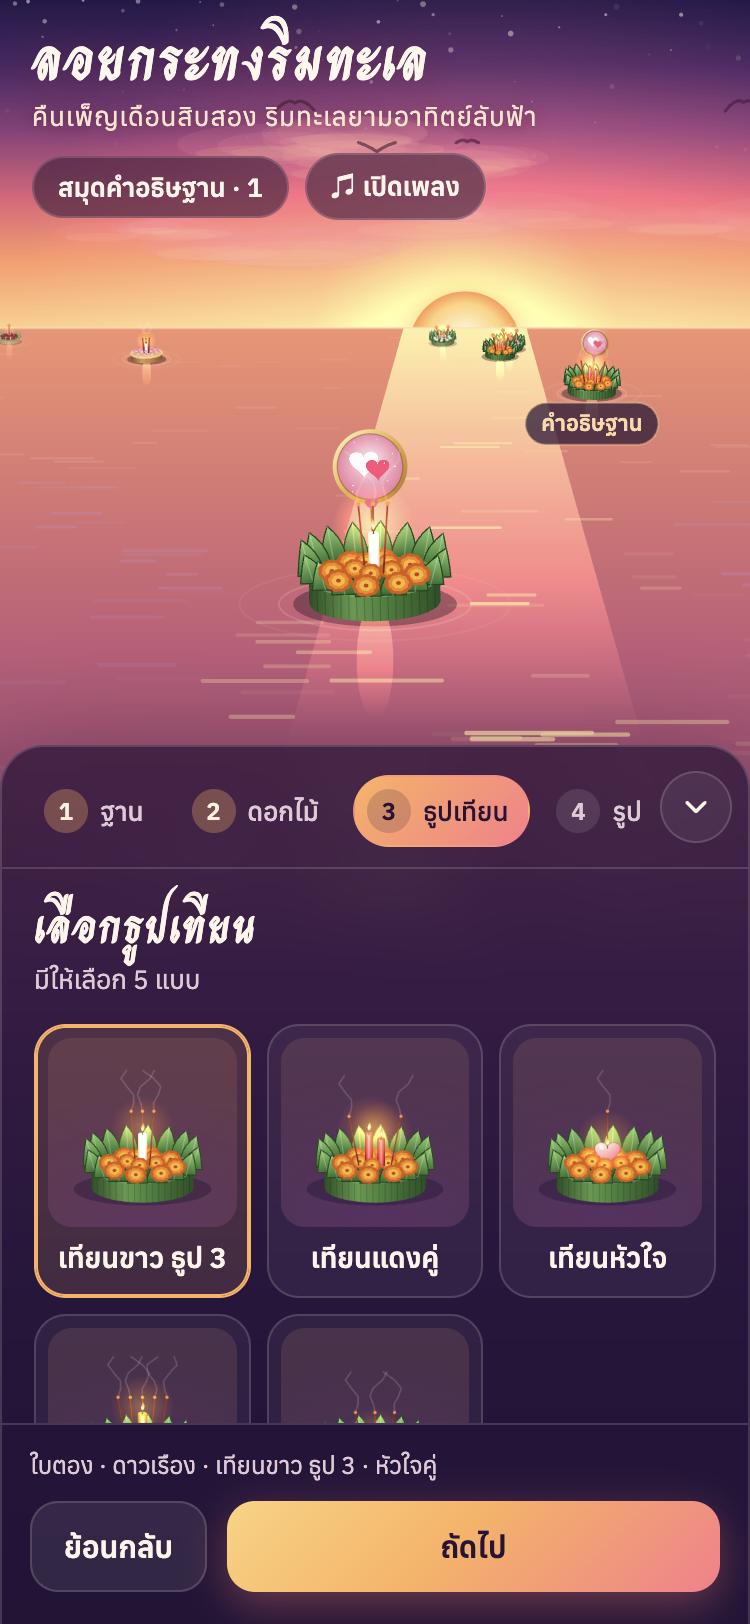 ลอยกระทงริมทะเล
คืนเพ็ญเดือนสิบสอง ริมทะเลยามอาทิตย์ลับฟ้า
สมุดคำอธิษฐาน · 1
เปิดเพลง
คำอธิษฐาน
1 ฐาน 2 ดอกไม้ 3 ธูปเทียน 4 รูป
เลือกธูปเทียน
มีให้เลือก 5 แบบ
เทียนขาว ธูป 3
เทียนแดงคู่
เทียนหัวใจ
ใบตอง · ดาวเรือง · เทียนขาว ธูป 3 · หัวใจคู่
ย้อนกลับ
ถัดไป